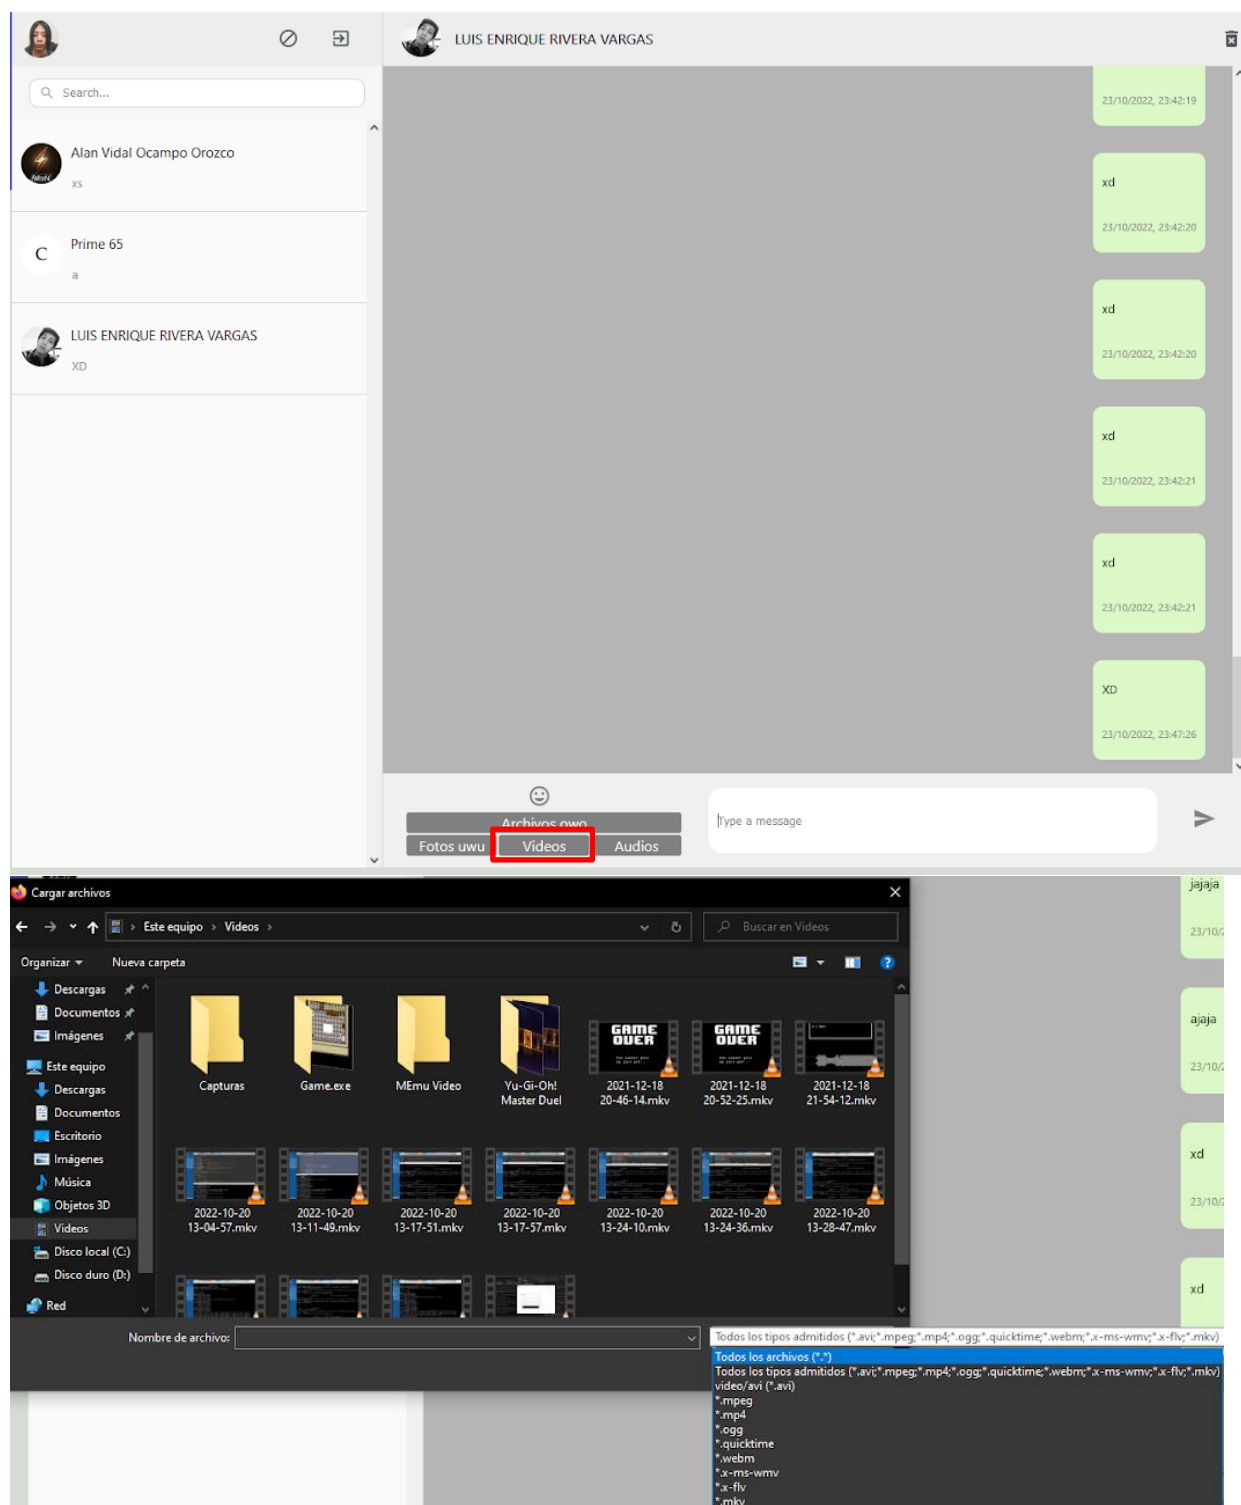 LUIS ENRIQUE RIVERA VARGAS
Search...
23/10/2022, 23:42:19
Alan Vidal Ocampo Orozco
xs
xd
23/10/2022, 23:42:20
C
Prime 65
a
xd
23/10/2022, 23:42:20
LUIS ENRIQUE RIVERA VARGAS
XD
xd
23/10/2022, 23:42:21
xd
23/10/2022, 23:42:21
XD
23/10/2022, 23:47:26
Archivos owo
Type a message
Fotos uwu Videos Audios
Cargar archivos
jajaja
Este equipo > Videos >
Buscar en Videos
23/10/2
Organizar Nueva carpeta
Descargas
Documentos
Imágenes
Este equipo
Descargas
Documentos
Escritorio
Imágenes
Música
Objetos 3D
Videos
Disco local (C:)
Disco duro (D:)
Red
GAME OVER
GAME OVER
Capturas
Game.exe
MEmu Video
Yu-Gi-Oh! Master Duel
2021-12-18 20-46-14.mkv
2021-12-18 20-52-25.mkv
2021-12-18 21-54-12.mkv
2022-10-20 13-04-57.mkv
2022-10-20 13-11-49.mkv
2022-10-20 13-17-51.mkv
2022-10-20 13-17-57.mkv
2022-10-20 13-24-10.mkv
2022-10-20 13-24-36.mkv
2022-10-20 13-28-47.mkv
ajaja
23/10/2
xd
23/10/2
xd
Nombre de archivo:
Todos los tipos admitidos (*.avi;*.mpeg;*.mp4;*.ogg;*.quicktime;*.webm;*.x-ms-wmv;*.x-flv;*.mkv)
Todos los archivos (*.*)
Todos los tipos admitidos (*.avi;*.mpeg;*.mp4;*.ogg;*.quicktime;*.webm;*.x-ms-wmv;*.x-flv;*.mkv)
video/avi (*.avi)
*.mpeg
*.mp4
*.ogg
*.quicktime
*.webm
*.x-ms-wmv
*.x-flv
*.mkv